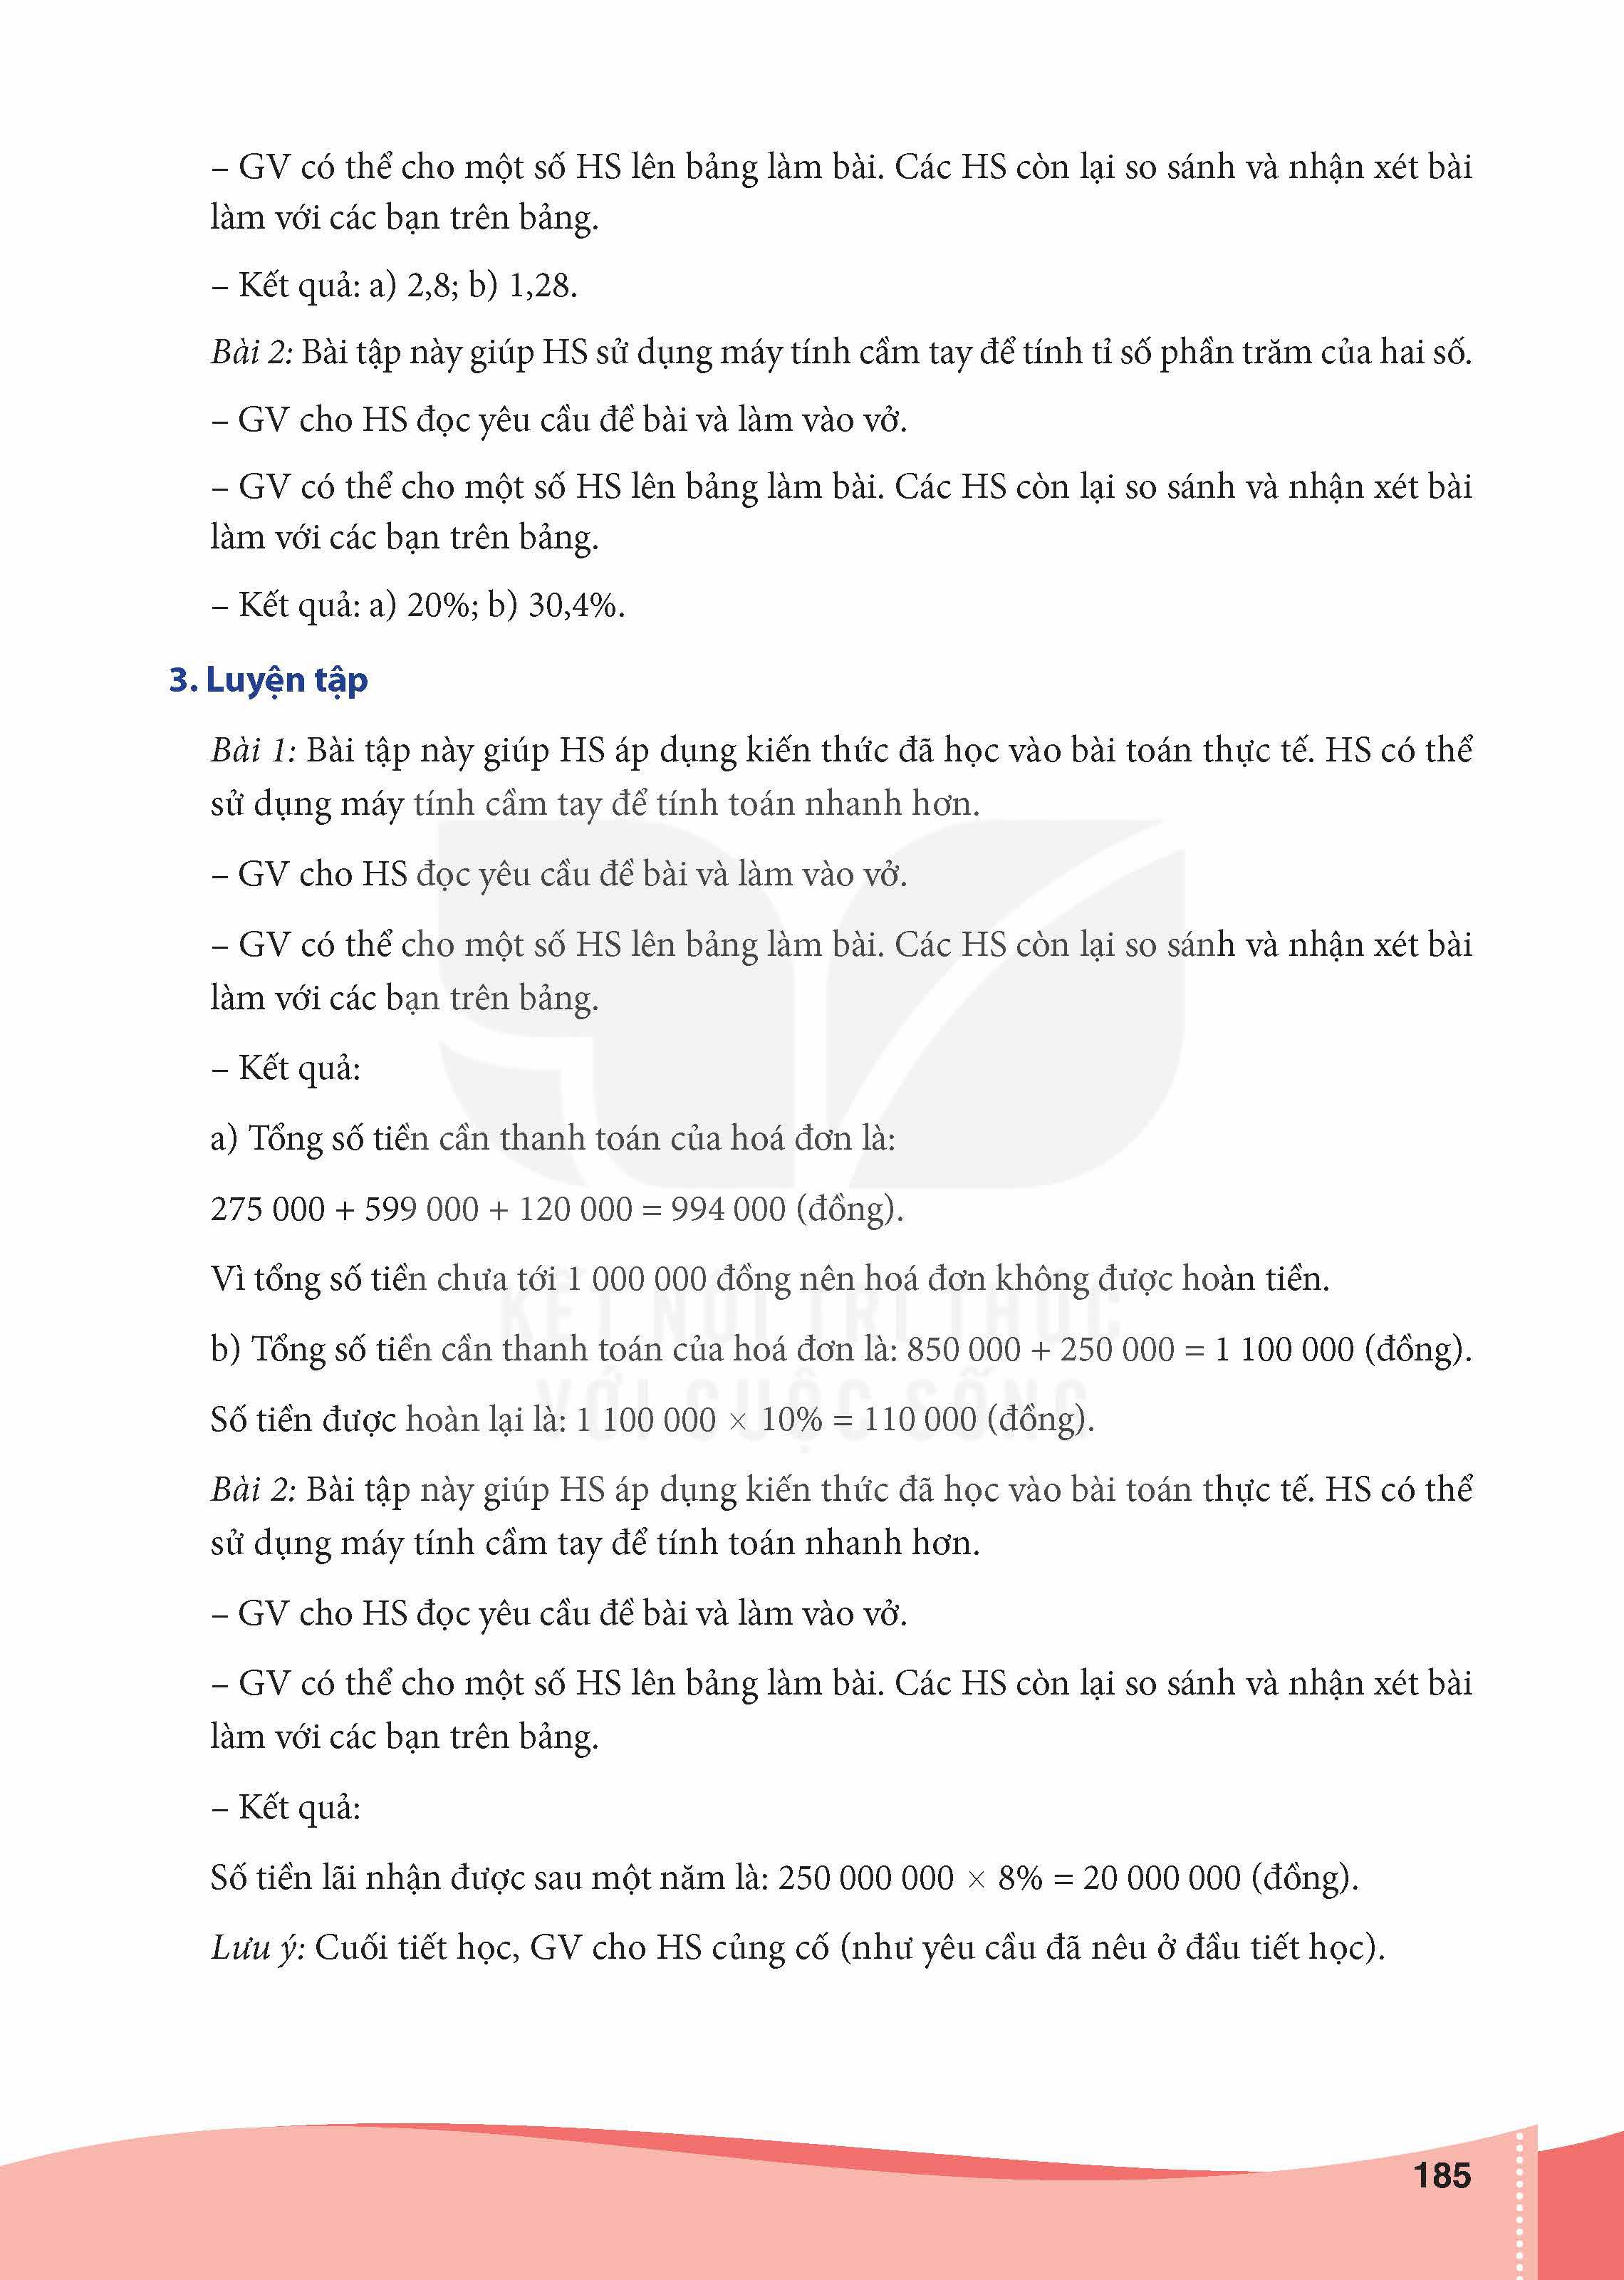 – GV có thể cho một số HS lên bảng làm bài. Các HS còn lại so sánh và nhận xét bài
làm với các bạn trên bảng.
– Kết quả: a) 2,8; b) 1,28.
Bài 2: Bài tập này giúp HS sử dụng máy tính cầm tay để tính tỉ số phần trăm của hai số.
– GV cho HS đọc yêu cầu đề bài và làm vào vở.
– GV có thể cho một số HS lên bảng làm bài. Các HS còn lại so sánh và nhận xét bài
làm với các bạn trên bảng.
– Kết quả: a) 20%; b) 30,4%.
3. Luyện tập
Bài 1: Bài tập này giúp HS áp dụng kiến thức đã học vào bài toán thực tế. HS có thể
sử dụng máy tính cầm tay để tính toán nhanh hơn.
– GV cho HS đọc yêu cầu đề bài và làm vào vở.
– GV có thể cho một số HS lên bảng làm bài. Các HS còn lại so sánh và nhận xét bài
làm với các bạn trên bảng.
– Kết quả:
a) Tổng số tiền cần thanh toán của hoá đơn là:
275 000 + 599 000 + 120 000 = 994 000 (đồng).
Vì tổng số tiền chưa tới 1 000 000 đồng nên hoá đơn không được hoàn tiền.
KẾT NỐI TRI THỨC
b) Tổng số tiền cần thanh toán của hoá đơn là: 850 000 + 250 000 = 1 100 000 (đồng).
VỚI CUỘC SỐNG
Số tiền được hoàn lại là: 1 100 000 × 10% = 110 000 (đồng).
Bài 2: Bài tập này giúp HS áp dụng kiến thức đã học vào bài toán thực tế. HS có thể
sử dụng máy tính cầm tay để tính toán nhanh hơn.
– GV cho HS đọc yêu cầu đề bài và làm vào vở.
– GV có thể cho một số HS lên bảng làm bài. Các HS còn lại so sánh và nhận xét bài
làm với các bạn trên bảng.
– Kết quả:
Số tiền lãi nhận được sau một năm là: 250 000 000 × 8% = 20 000 000 (đồng).
Lưu ý: Cuối tiết học, GV cho HS củng cố (như yêu cầu đã nêu ở đầu tiết học).
185